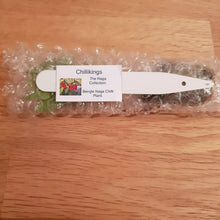 Chillikings
The Naga
Collection
Bengle Naga Chilli
Plant